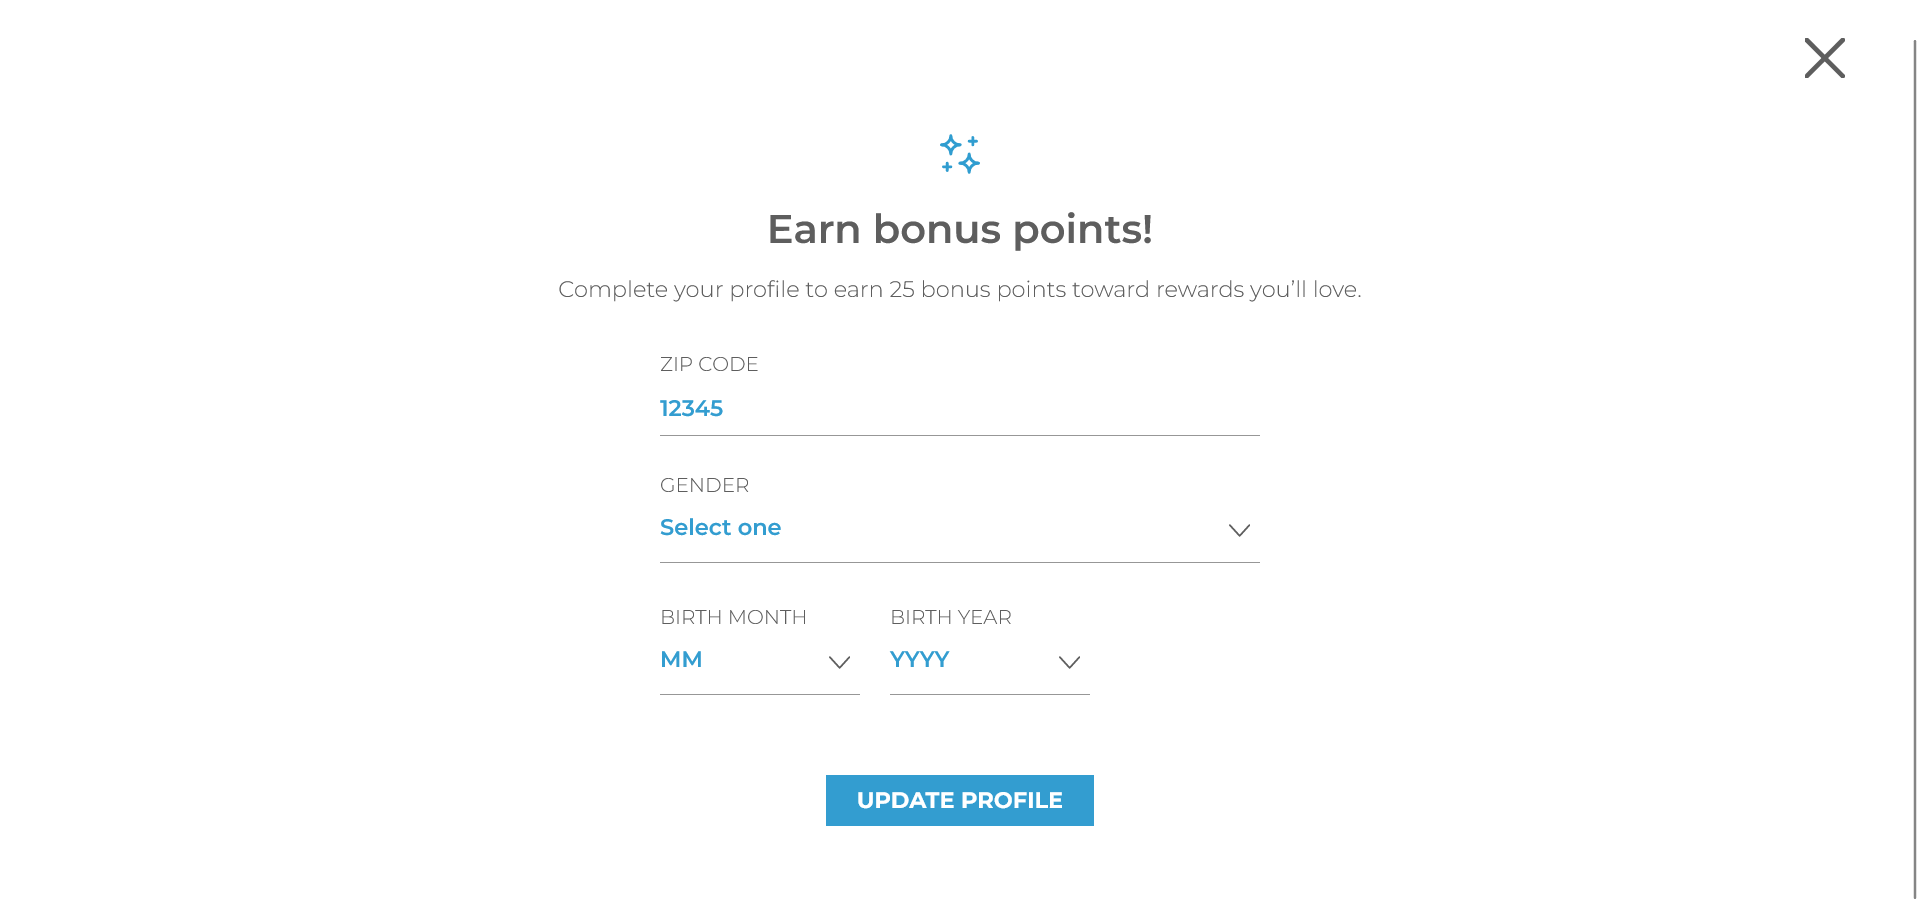 Earn bonus points!
Complete your profile to earn 25 bonus points toward rewards you’ll love.
ZIP CODE
12345
GENDER
Select one
BIRTH MONTH
MM
BIRTH YEAR
YYYY
UPDATE PROFILE